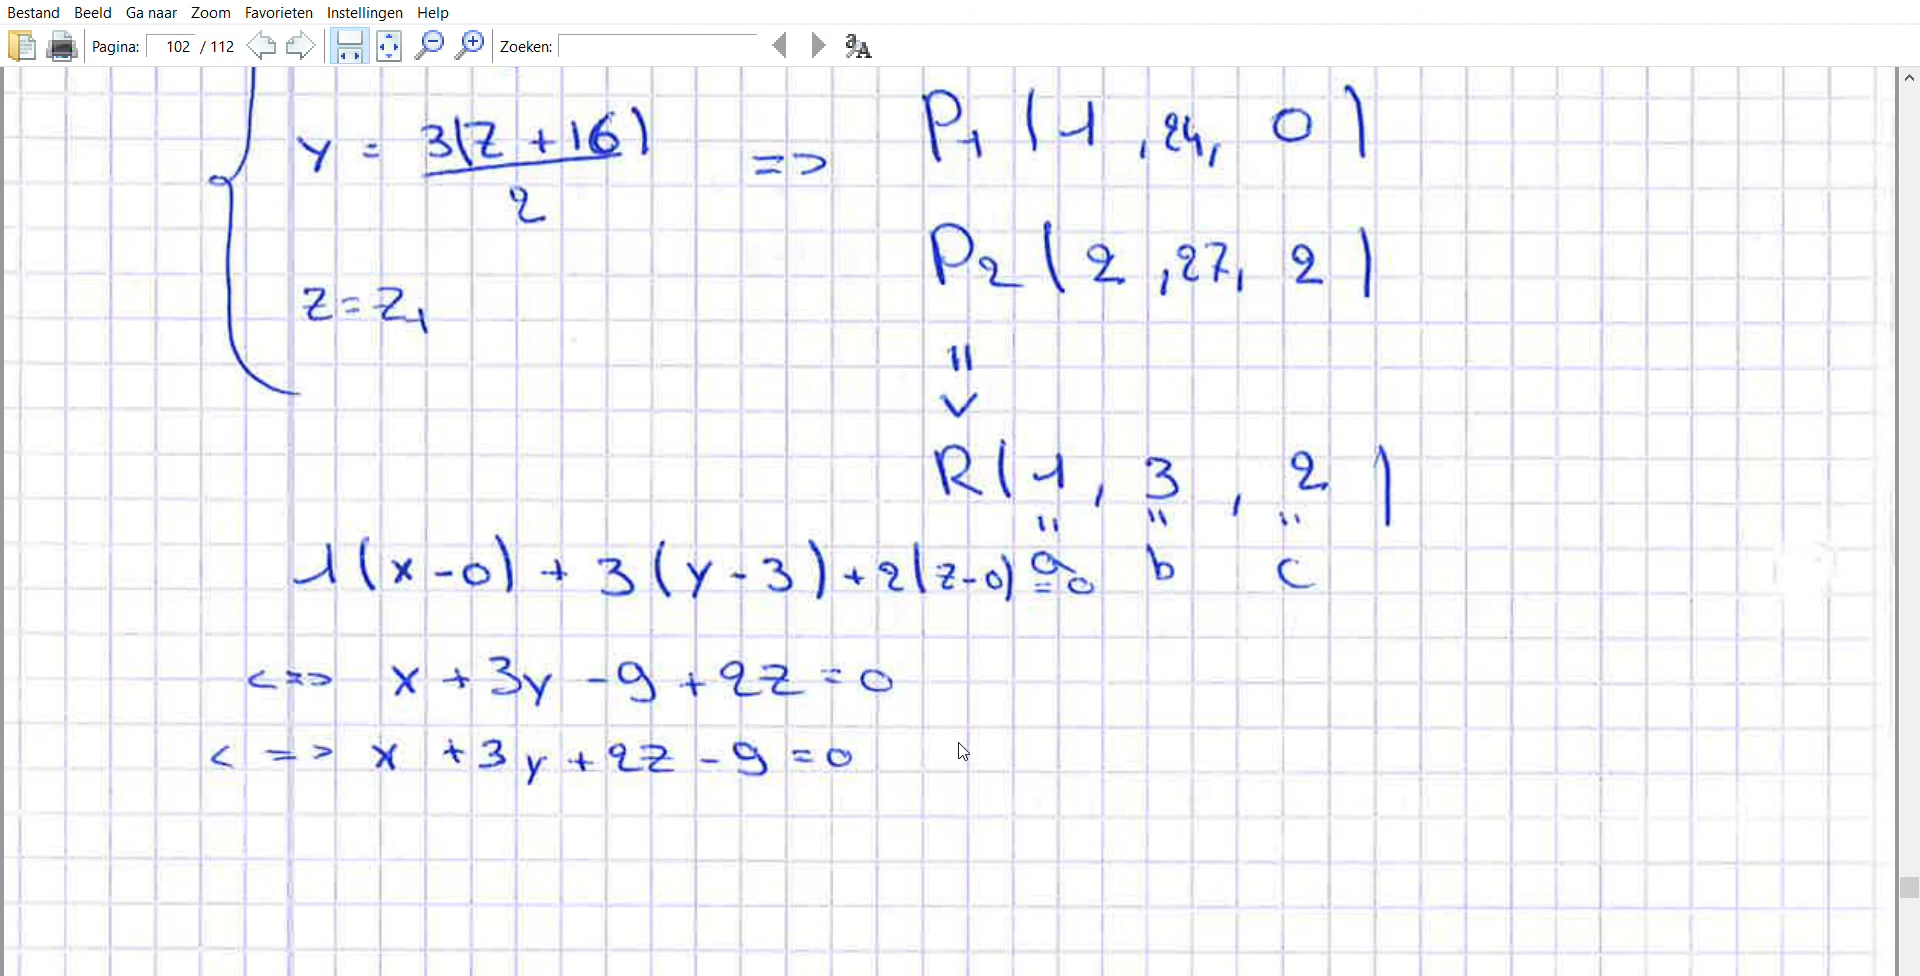 Bestand Beeld Ga naar Zoom Favorieten Instellingen Help
Pagina: 102 / 112 Zoeken:
y = 3(z + 16) / 2 => P1 (1, 24, 0)
P2 (2, 27, 2)
z = z1
=>
R(1, 3, 2)
= = =
a b c
1(x-0) + 3(y-3) + 2(z-0) = 0
<=> x + 3y - 9 + 2z = 0
<=> x + 3y + 2z - 9 = 0